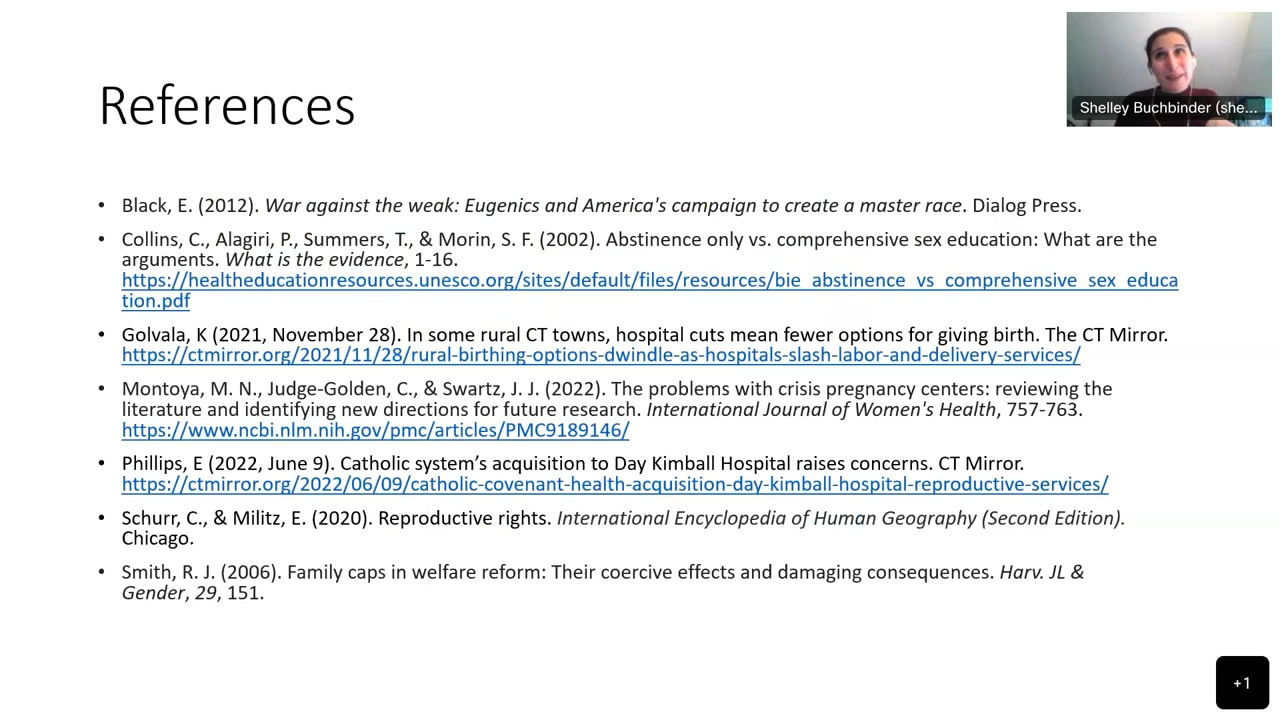 References
Shelley Buchbinder (she...
• Black, E. (2012). War against the weak: Eugenics and America's campaign to create a master race. Dialog Press.
• Collins, C., Alagiri, P., Summers, T., & Morin, S. F. (2002). Abstinence only vs. comprehensive sex education: What are the
arguments. What is the evidence, 1-16.
https://healtheducationresources.unesco.org/sites/default/files/resources/bie_abstinence_vs_comprehensive_sex_educa
tion.pdf
• Golvala, K (2021, November 28). In some rural CT towns, hospital cuts mean fewer options for giving birth. The CT Mirror.
https://ctmirror.org/2021/11/28/rural-birthing-options-dwindle-as-hospitals-slash-labor-and-delivery-services/
• Montoya, M. N., Judge-Golden, C., & Swartz, J. J. (2022). The problems with crisis pregnancy centers: reviewing the
literature and identifying new directions for future research. International Journal of Women's Health, 757-763.
https://www.ncbi.nlm.nih.gov/pmc/articles/PMC9189146/
• Phillips, E (2022, June 9). Catholic system’s acquisition to Day Kimball Hospital raises concerns. CT Mirror.
https://ctmirror.org/2022/06/09/catholic-covenant-health-acquisition-day-kimball-hospital-reproductive-services/
• Schurr, C., & Militz, E. (2020). Reproductive rights. International Encyclopedia of Human Geography (Second Edition).
Chicago.
• Smith, R. J. (2006). Family caps in welfare reform: Their coercive effects and damaging consequences. Harv. JL &
Gender, 29, 151.
+1